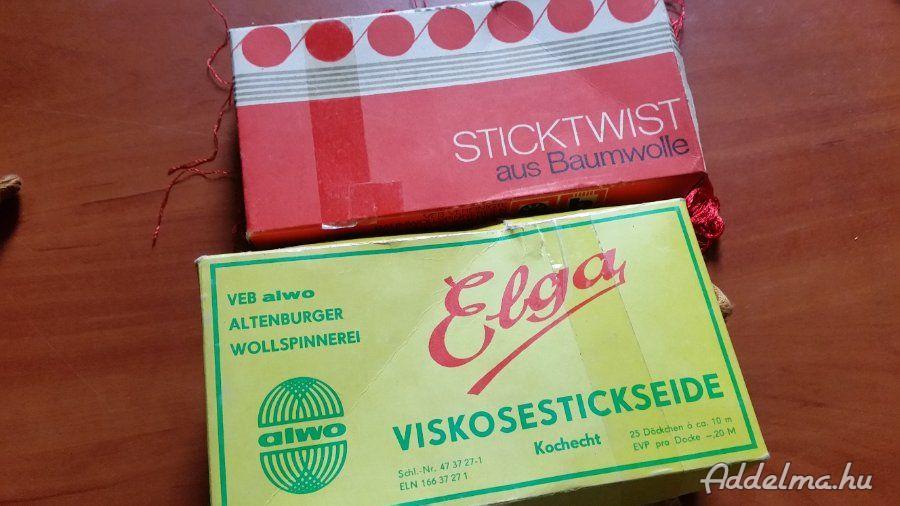 STICKTWIST
aus Baumwolle
VEB alwo
ALTENBURGER
WOLLSPINNEREI
Elga
alwo
VISKOSESTICKSEIDE
Kochecht
25 Döckchen à ca. 10 m
EVP pro Docke –,20 M
Schl.-Nr. 47 37 27-1
ELN 166 37 27 1
Addelma.hu